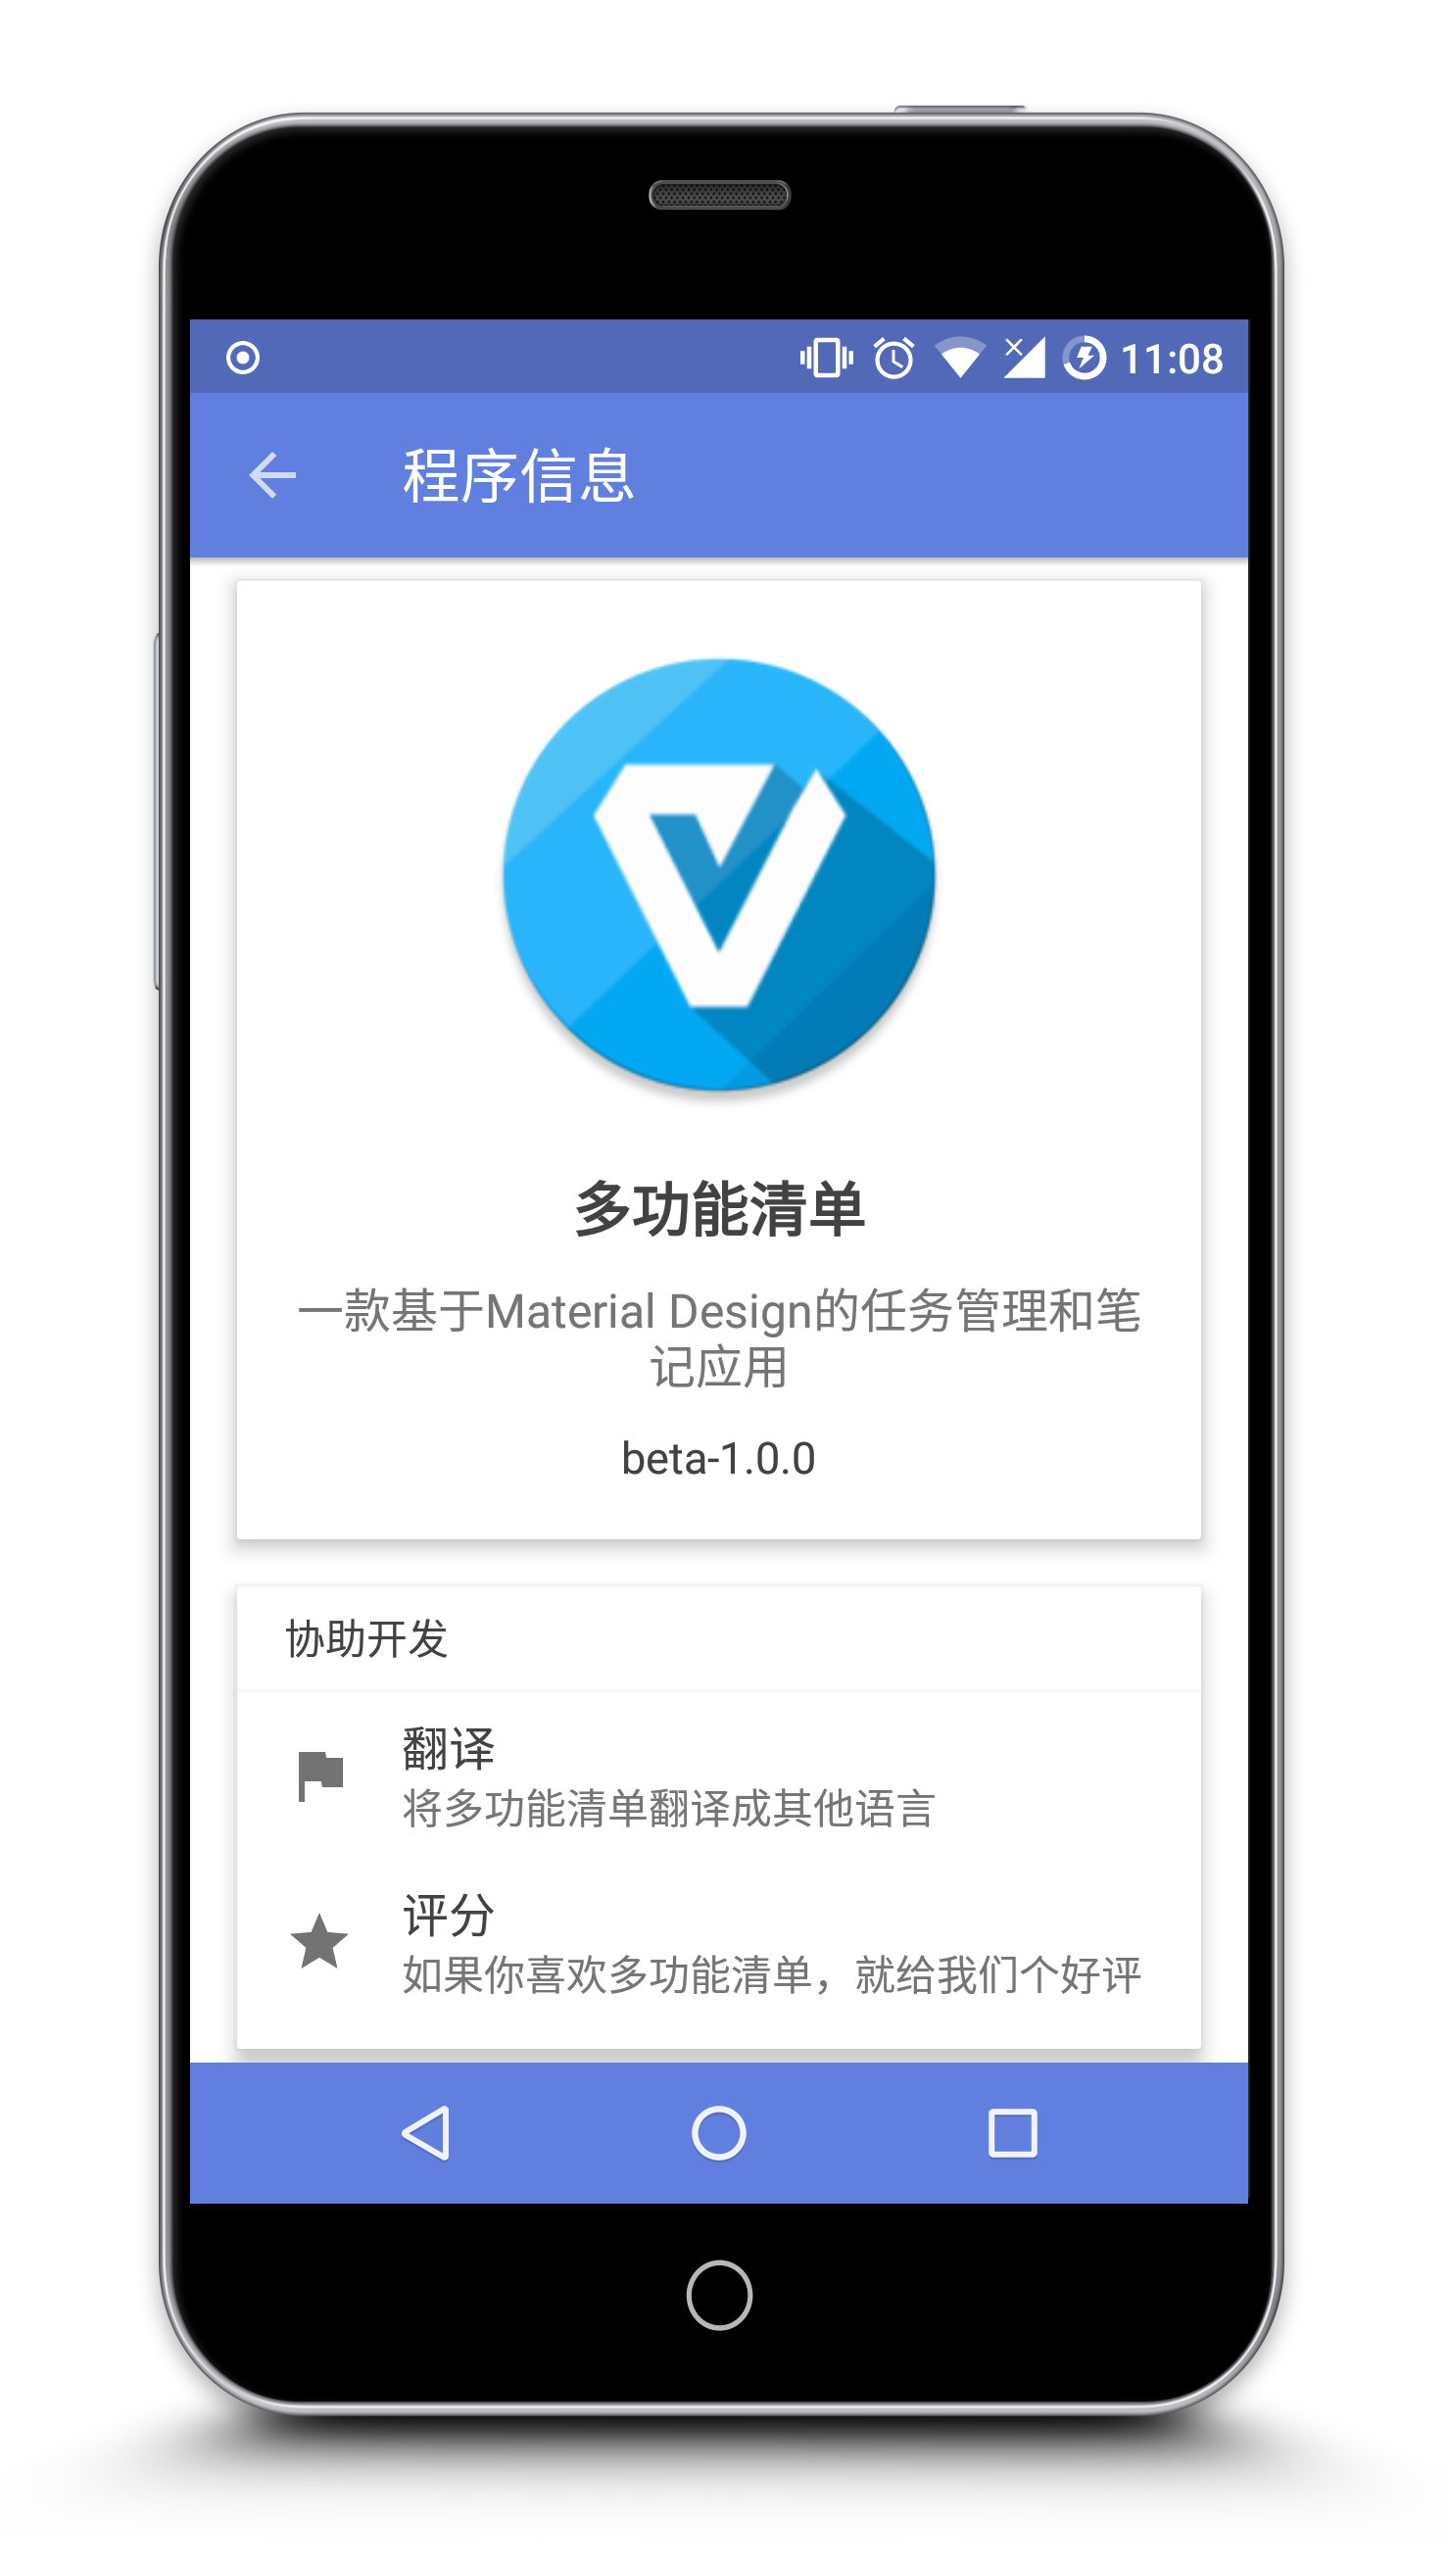 11:08
程序信息
多功能清单
一款基于Material Design的任务管理和笔
记应用
beta-1.0.0
协助开发
翻译
将多功能清单翻译成其他语言
评分
如果你喜欢多功能清单，就给我们个好评